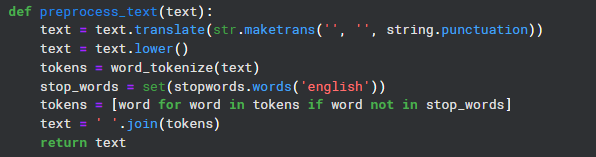 def preprocess_text(text):
    text = text.translate(str.maketrans('', '', string.punctuation))
    text = text.lower()
    tokens = word_tokenize(text)
    stop_words = set(stopwords.words('english'))
    tokens = [word for word in tokens if word not in stop_words]
    text = ' '.join(tokens)
    return text